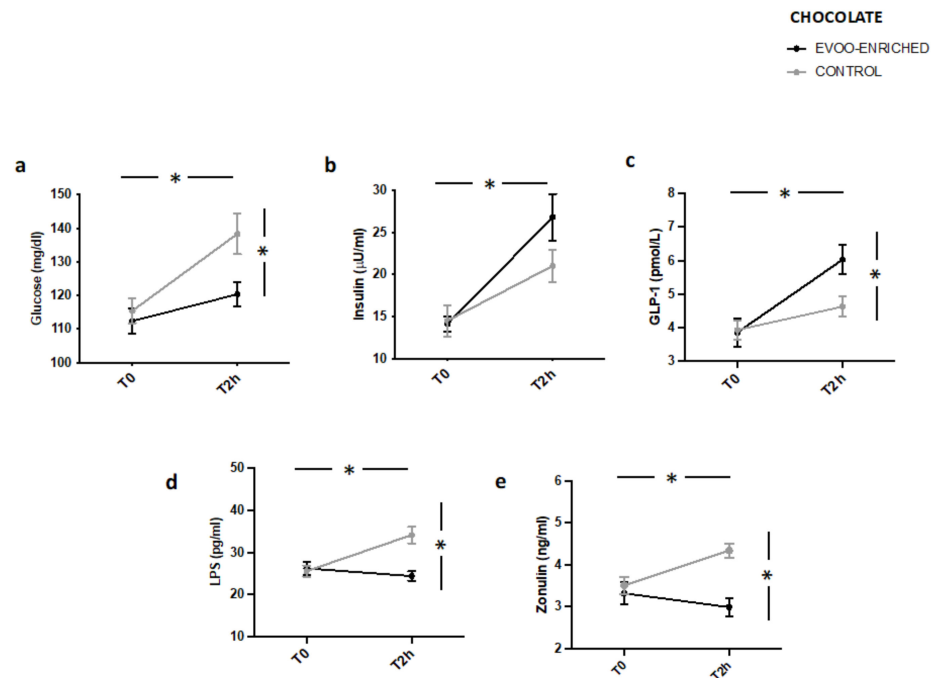 CHOCOLATE
EVOO-ENRICHED
CONTROL
a
*
Glucose (mg/dl)
150
140
130
120
110
100
*
T0
T2h
b
*
Insulin (µU/ml)
30
25
20
15
10
T0
T2h
c
*
GLP-1 (pmol/L)
8
7
6
5
4
3
*
T0
T2h
d
*
LPS (pg/ml)
50
40
30
20
10
*
T0
T2h
e
*
Zonulin (ng/ml)
6
5
4
3
2
*
T0
T2h